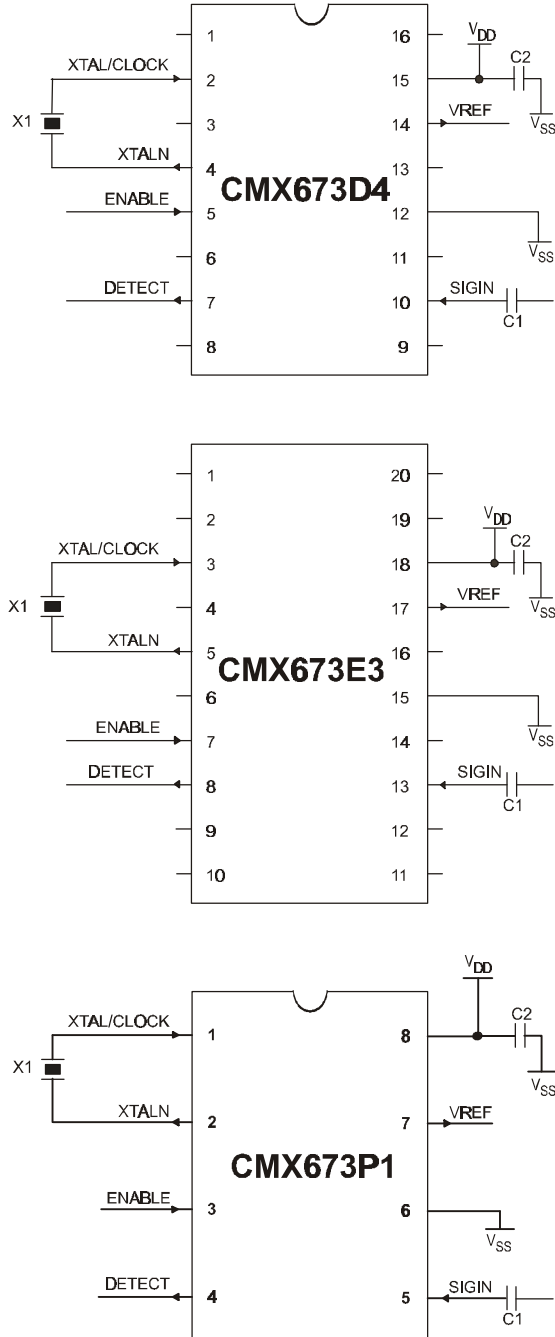 1 16 V_DD
XTAL/CLOCK C2
2 15
X1 VREF V_SS
3 14
XTALN
4 13
CMX673D4
ENABLE
5 12
6 11 V_SS
DETECT SIGIN
7 10
C1
8 9
1 20
2 19 V_DD
XTAL/CLOCK C2
3 18
X1 VREF V_SS
4 17
XTALN
5 16
CMX673E3
6 15
ENABLE V_SS
7 14
DETECT SIGIN
8 13
C1
9 12
10 11
V_DD
XTAL/CLOCK C2
1 8
X1 V_SS
XTALN VREF
2 7
CMX673P1
ENABLE
3 6
V_SS
DETECT SIGIN
4 5
C1